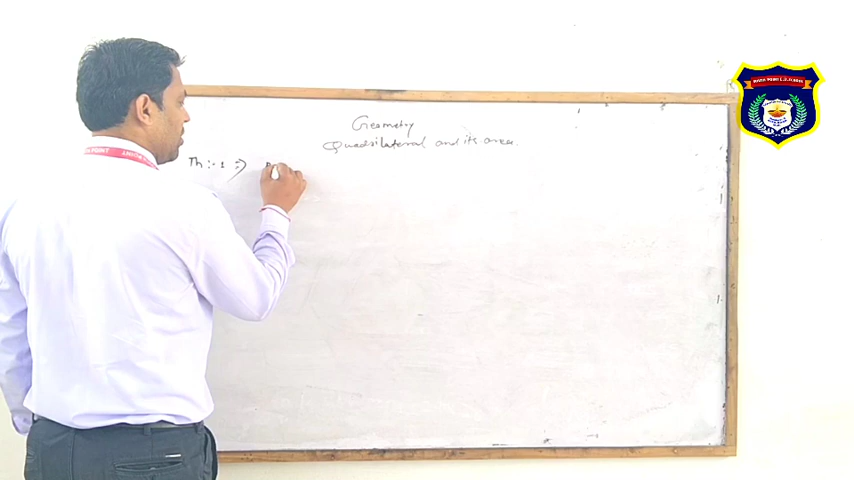 Geometry
Quadrilateral and its area.
Th :- 1 ⇒